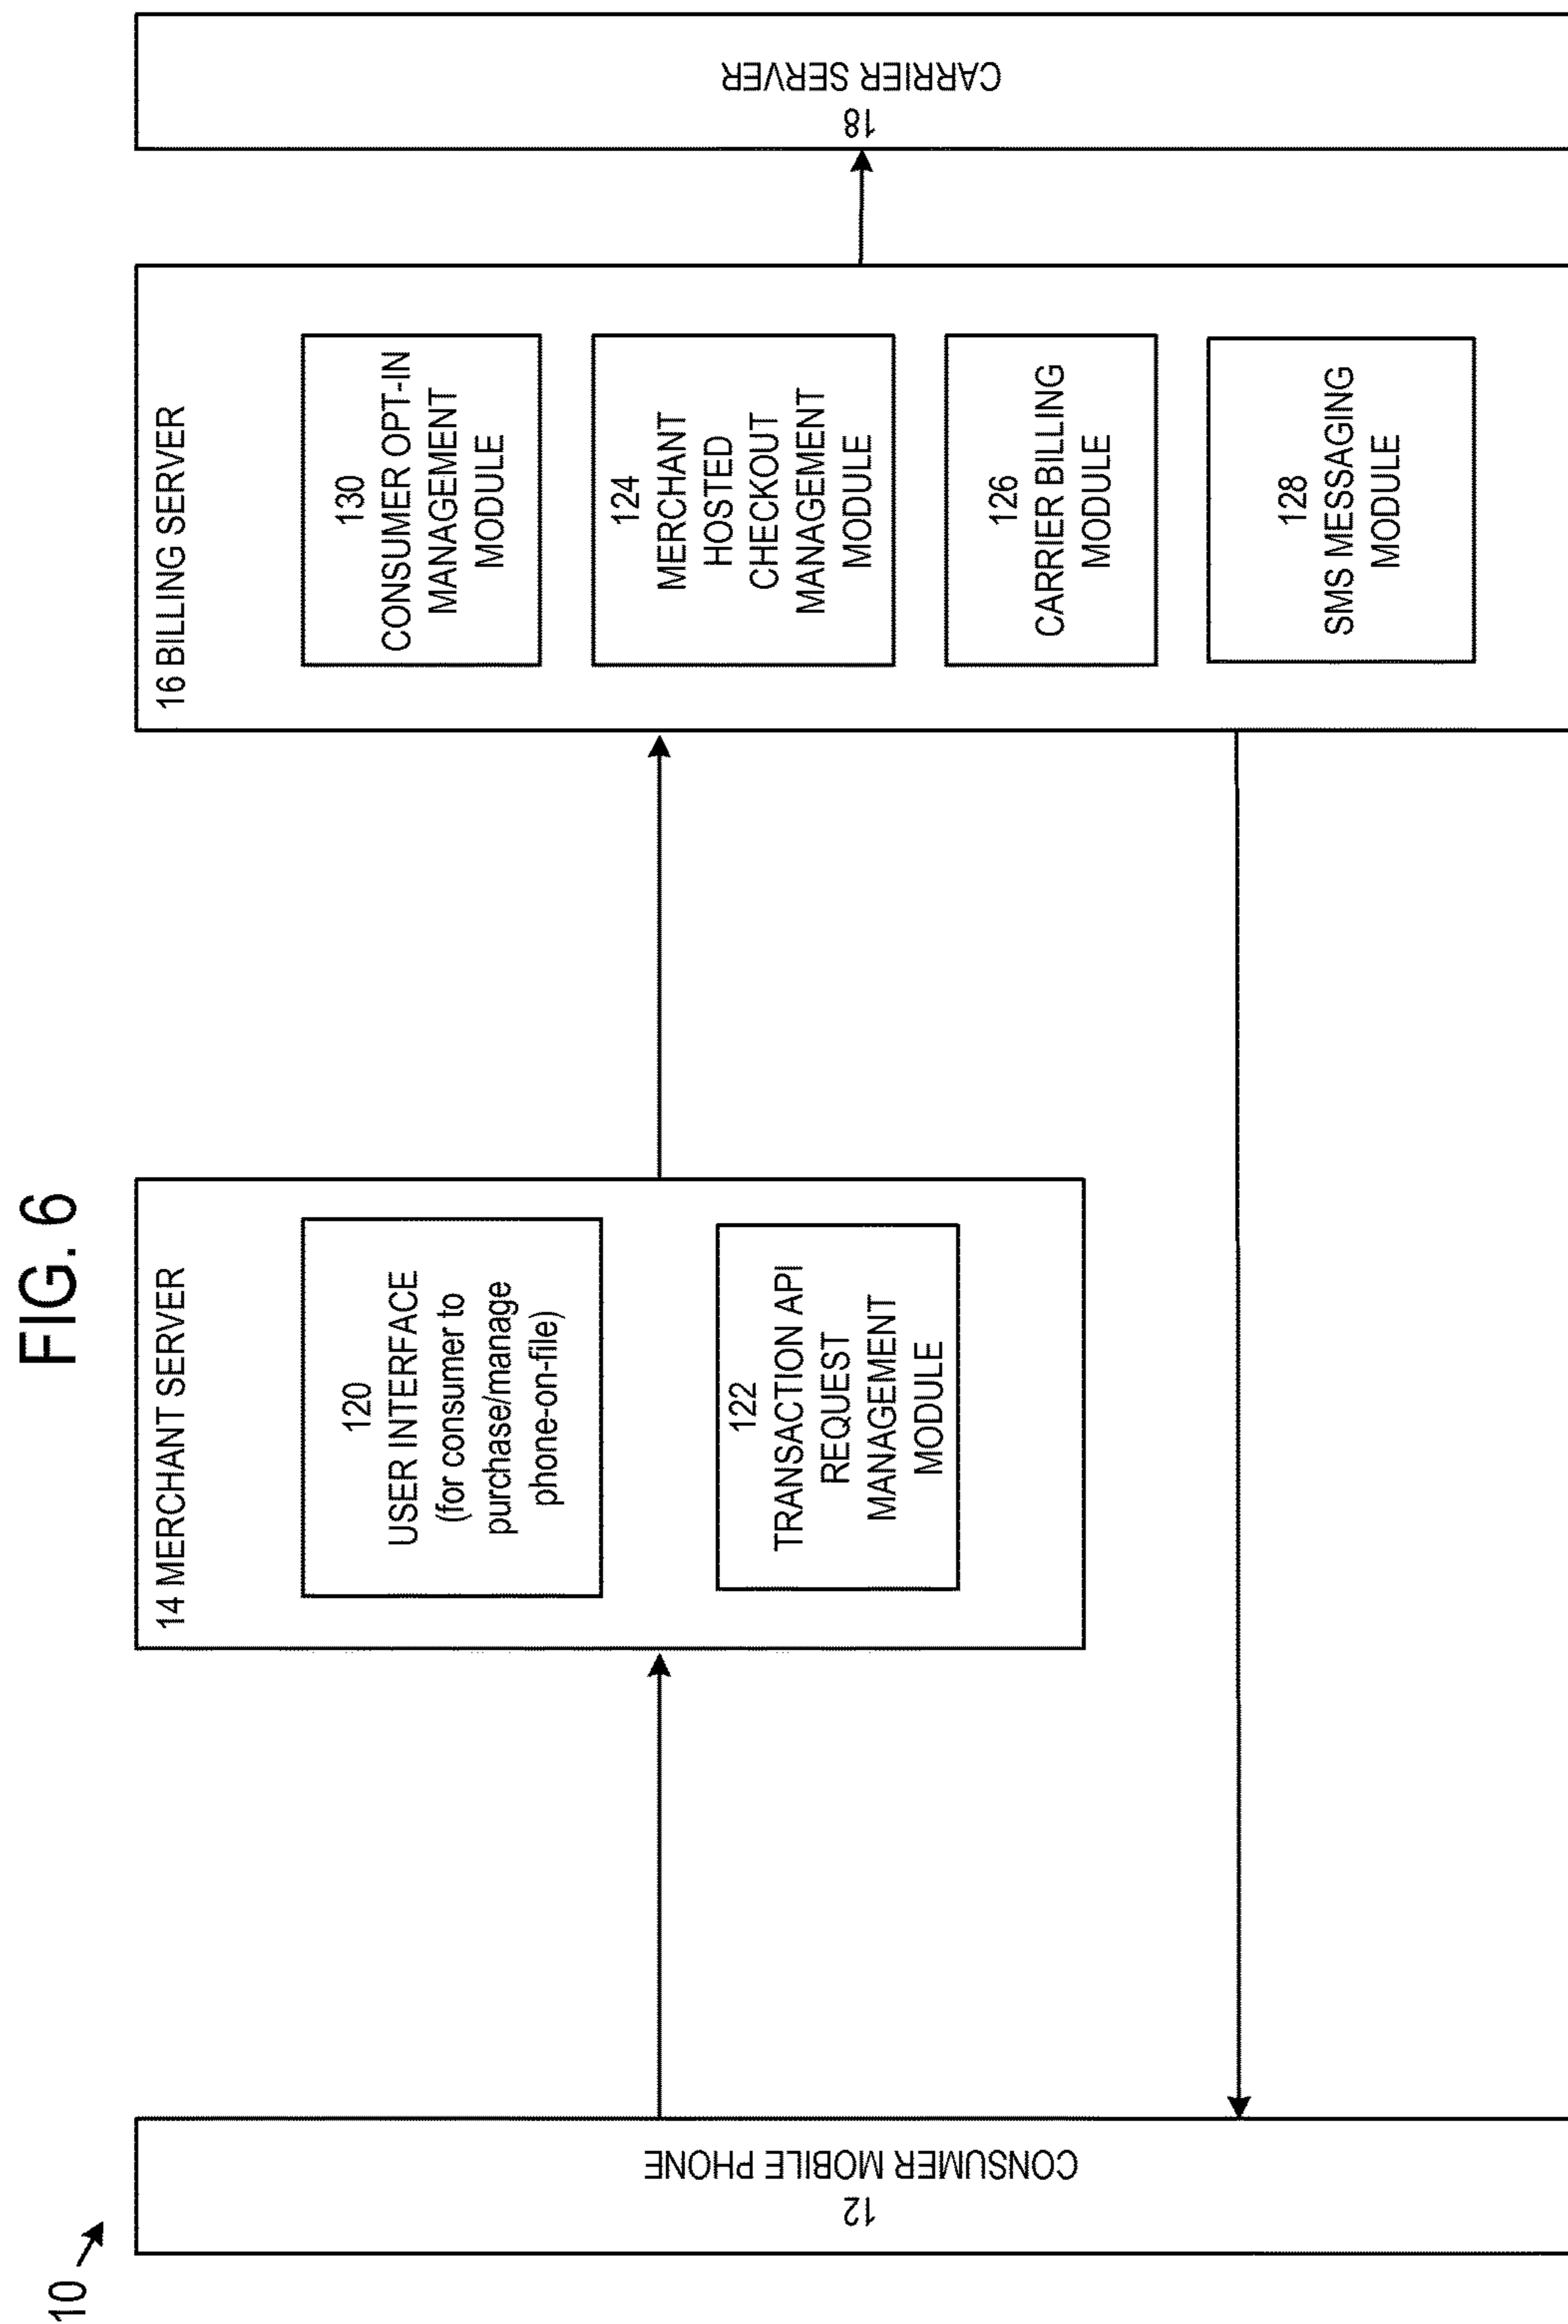 FIG. 6
10
12
CONSUMER MOBILE PHONE
14 MERCHANT SERVER
120
USER INTERFACE
(for consumer to
purchase/manage
phone-on-file)
122
TRANSACTION API
REQUEST
MANAGEMENT
MODULE
16 BILLING SERVER
130
CONSUMER OPT-IN
MANAGEMENT
MODULE
124
MERCHANT
HOSTED
CHECKOUT
MANAGEMENT
MODULE
126
CARRIER BILLING
MODULE
128
SMS MESSAGING
MODULE
18
CARRIER SERVER